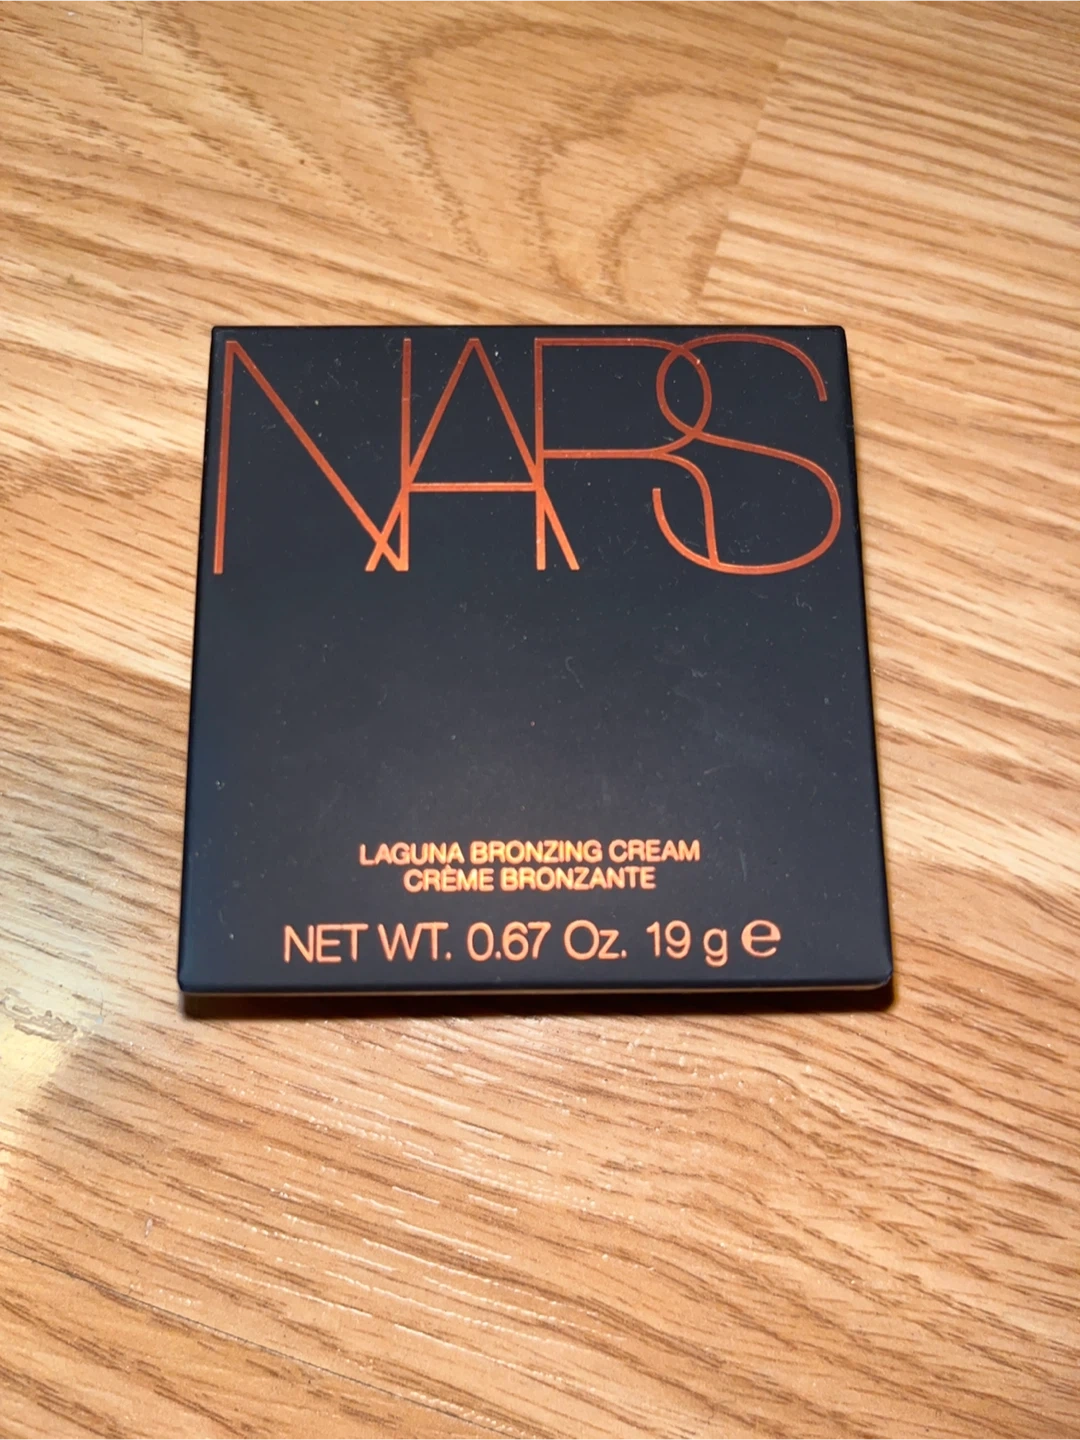 NARS
LAGUNA BRONZING CREAM
CRÈME BRONZANTE
NET WT. 0.67 Oz. 19 g ℮